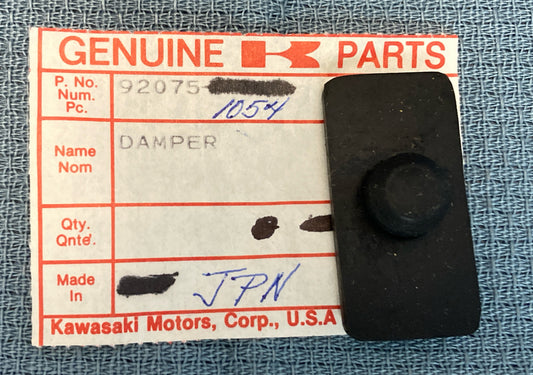 GENUINE K PARTS
P. No. 92075-
Num. 1054
Pc.
Name DAMPER
Nom
Qty.
Qnte'.
Made JPN
In
Kawasaki Motors, Corp., U.S.A